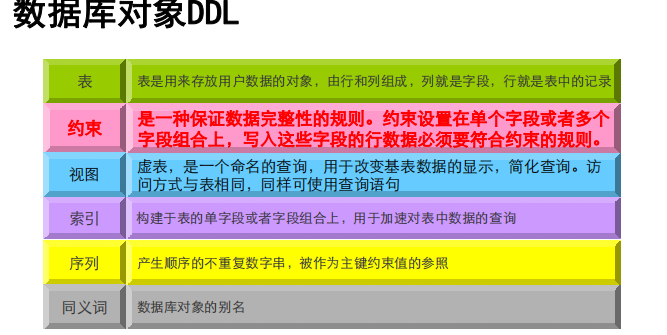 数据库对象DDL
表
表是用来存放用户数据的对象，由行和列组成，列就是字段，行就是表中的记录
约束
是一种保证数据完整性的规则。约束设置在单个字段或者多个
字段组合上，写入这些字段的行数据必须要符合约束的规则。
视图
虚表，是一个命名的查询，用于改变基表数据的显示，简化查询。访
问方式与表相同，同样可使用查询语句
索引
构建于表的单字段或者字段组合上，用于加速对表中数据的查询
序列
产生顺序的不重复数字串，被作为主键约束值的参照
同义词
数据库对象的别名